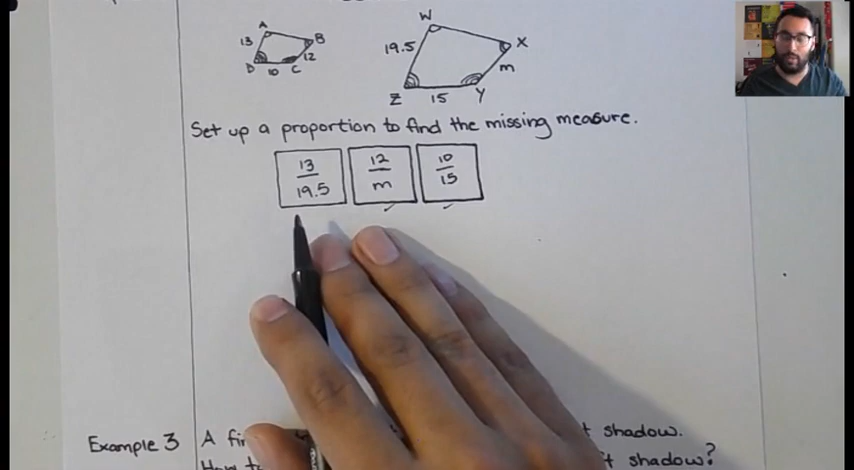 A
B
13
12
D
10
C
W
19.5
X
m
Z
15
Y
Set up a proportion to find the missing measure.
13/19.5 12/m 10/15
Example 3 A shadow.
shadow?